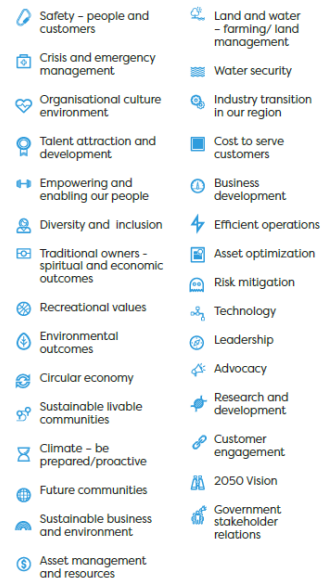 Safety – people and
customers
Crisis and emergency
management
Organisational culture
environment
Talent attraction and
development
Empowering and
enabling our people
Diversity and inclusion
Traditional owners -
spiritual and economic
outcomes
Recreational values
Environmental
outcomes
Circular economy
Sustainable livable
communities
Climate – be
prepared/proactive
Future communities
Sustainable business
and environment
Asset management
and resources
Land and water
– farming/ land
management
Water security
Industry transition
in our region
Cost to serve
customers
Business
development
Efficient operations
Asset optimization
Risk mitigation
Technology
Leadership
Advocacy
Research and
development
Customer
engagement
2050 Vision
Government
stakeholder
relations